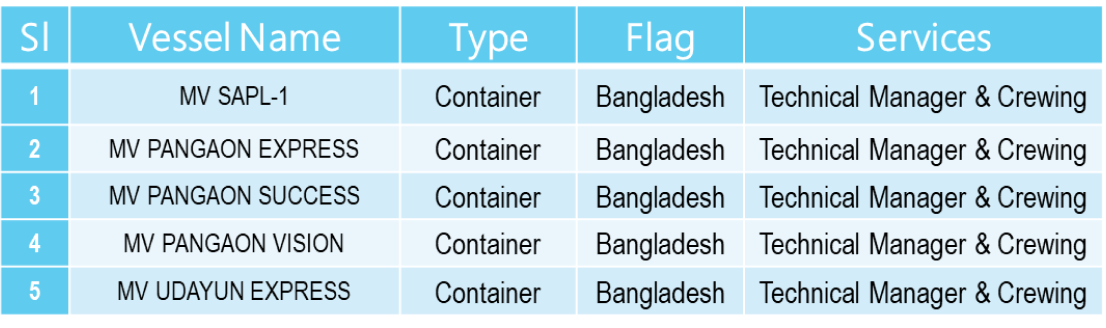 Sl Vessel Name Type Flag Services
1 MV SAPL-1 Container Bangladesh Technical Manager & Crewing
2 MV PANGAON EXPRESS Container Bangladesh Technical Manager & Crewing
3 MV PANGAON SUCCESS Container Bangladesh Technical Manager & Crewing
4 MV PANGAON VISION Container Bangladesh Technical Manager & Crewing
5 MV UDAYUN EXPRESS Container Bangladesh Technical Manager & Crewing